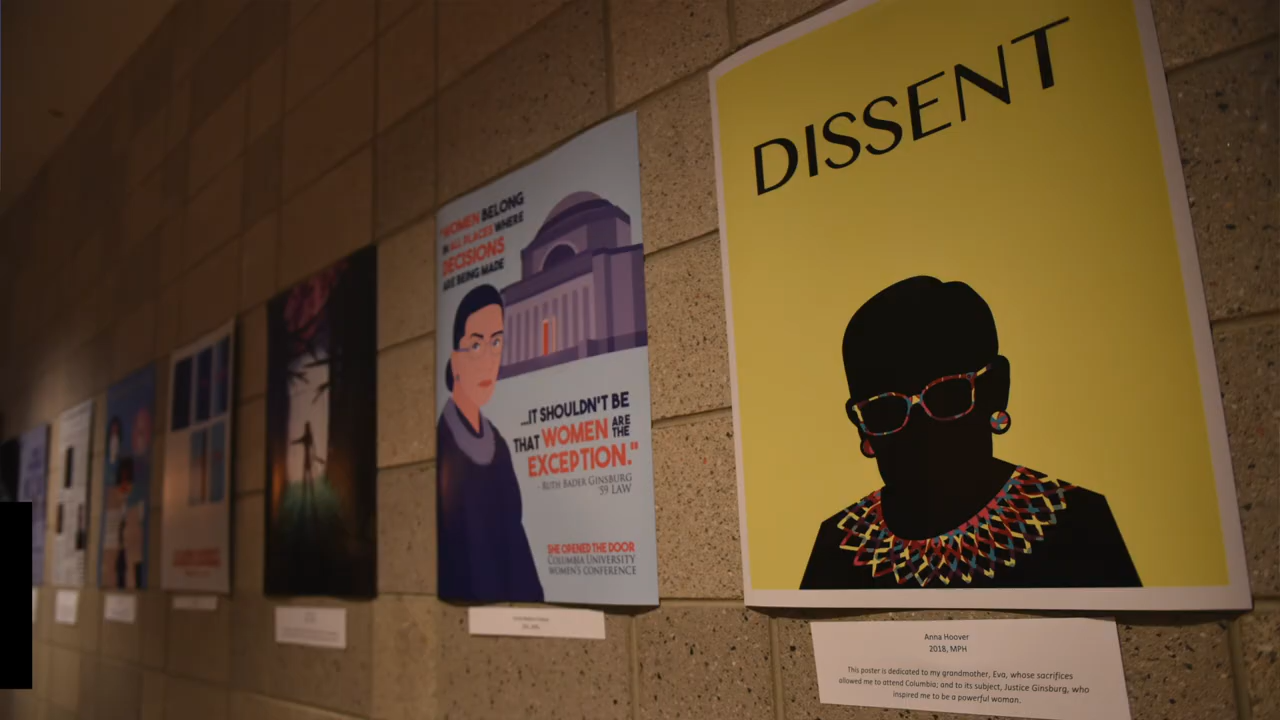 "WOMEN BELONG
IN ALL PLACES WHERE
DECISIONS
ARE BEING MADE
...IT SHOULDN'T BE
THAT WOMEN ARE THE
EXCEPTION."
- RUTH BADER GINSBURG
'59 LAW
SHE OPENED THE DOOR
COLUMBIA UNIVERSITY
WOMEN'S CONFERENCE
DISSENT
Anna Hoover
2018, MPH
This poster is dedicated to my grandmother, Eva, whose sacrifices
allowed me to attend Columbia; and to its subject, Justice Ginsburg, who
inspired me to be a powerful woman.